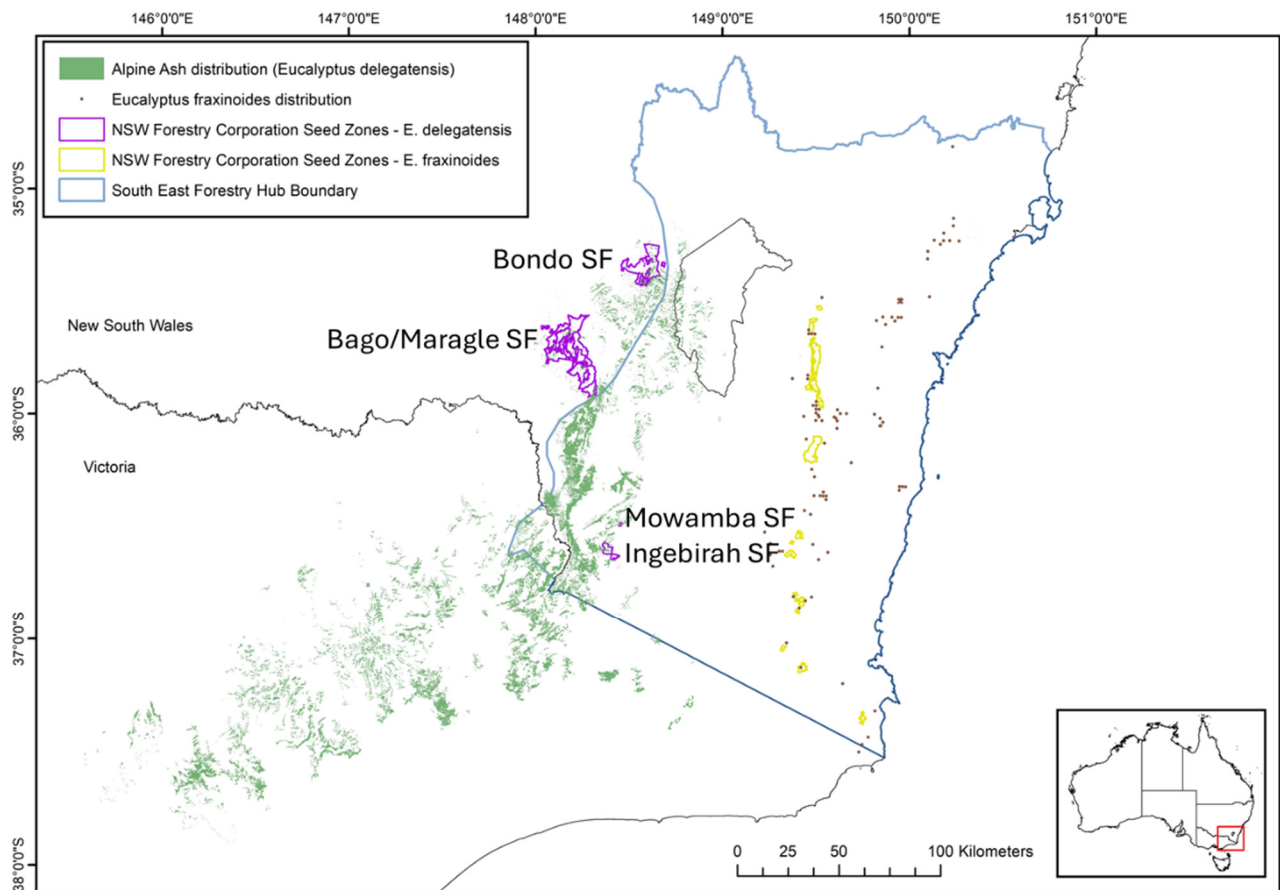 146°0'0"E 147°0'0"E 148°0'0"E 149°0'0"E 150°0'0"E 151°0'0"E
Alpine Ash distribution (Eucalyptus delegatensis)
Eucalyptus fraxinoides distribution
NSW Forestry Corporation Seed Zones - E. delegatensis
NSW Forestry Corporation Seed Zones - E. fraxinoides
South East Forestry Hub Boundary
35°0'0"S
Bondo SF
New South Wales
Bago/Maragle SF
36°0'0"S
Victoria
Mowamba SF
Ingebirah SF
37°0'0"S
38°0'0"S
0 25 50 100 Kilometers